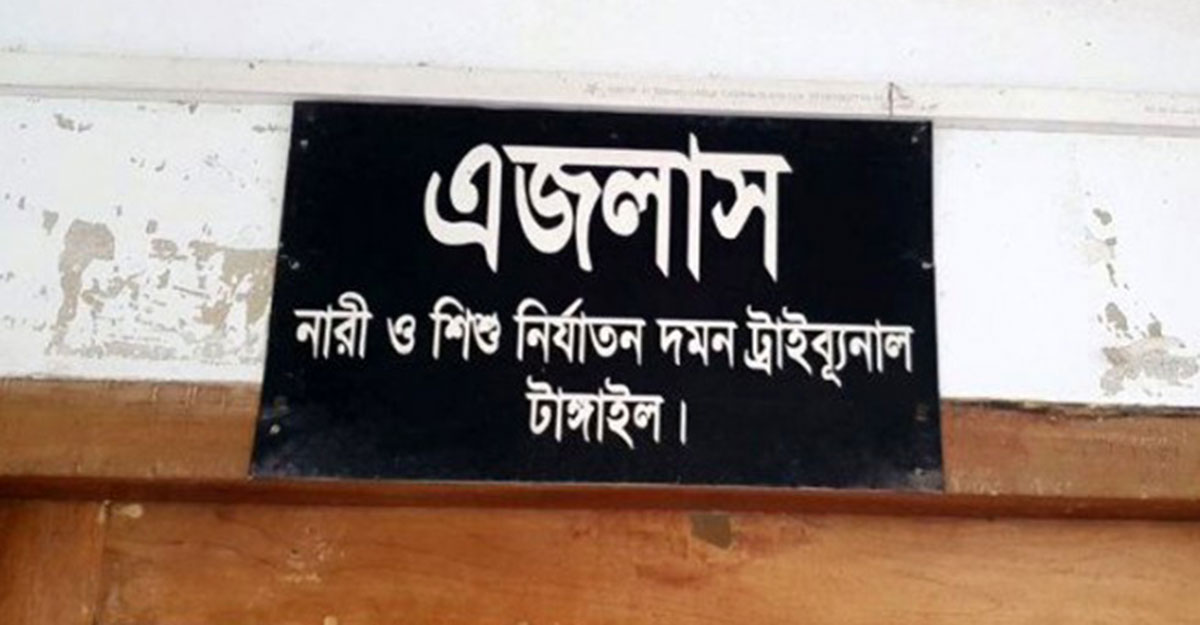 এজলাস
নারী ও শিশু নির্যাতন দমন ট্রাইব্যূনাল
টাঙ্গাইল।